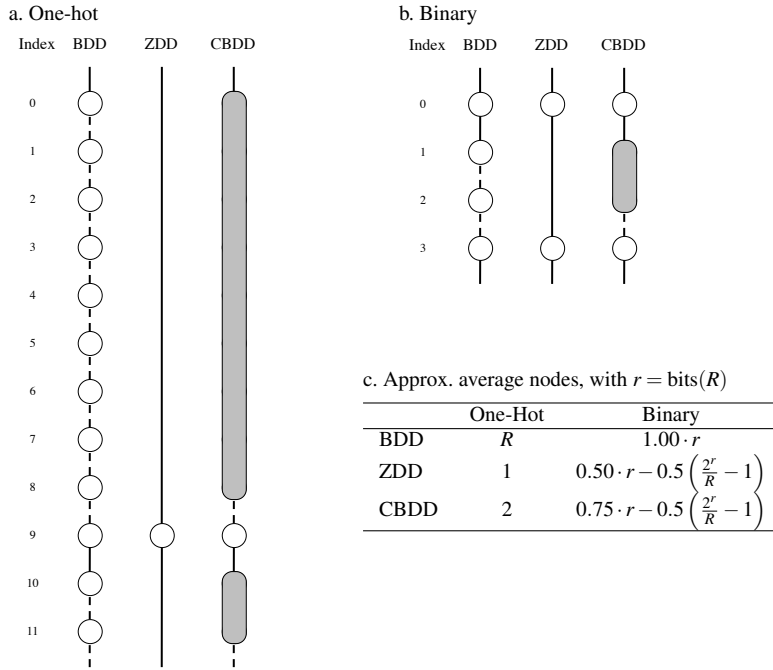 a. One-hot
Index BDD ZDD CBDD
0
1
2
3
4
5
6
7
8
9
10
11
b. Binary
Index BDD ZDD CBDD
0
1
2
3
c. Approx. average nodes, with r = bits(R)
One-Hot Binary
BDD R 1.00 · r
ZDD 1 0.50 · r − 0.5 (2^r/R − 1)
CBDD 2 0.75 · r − 0.5 (2^r/R − 1)